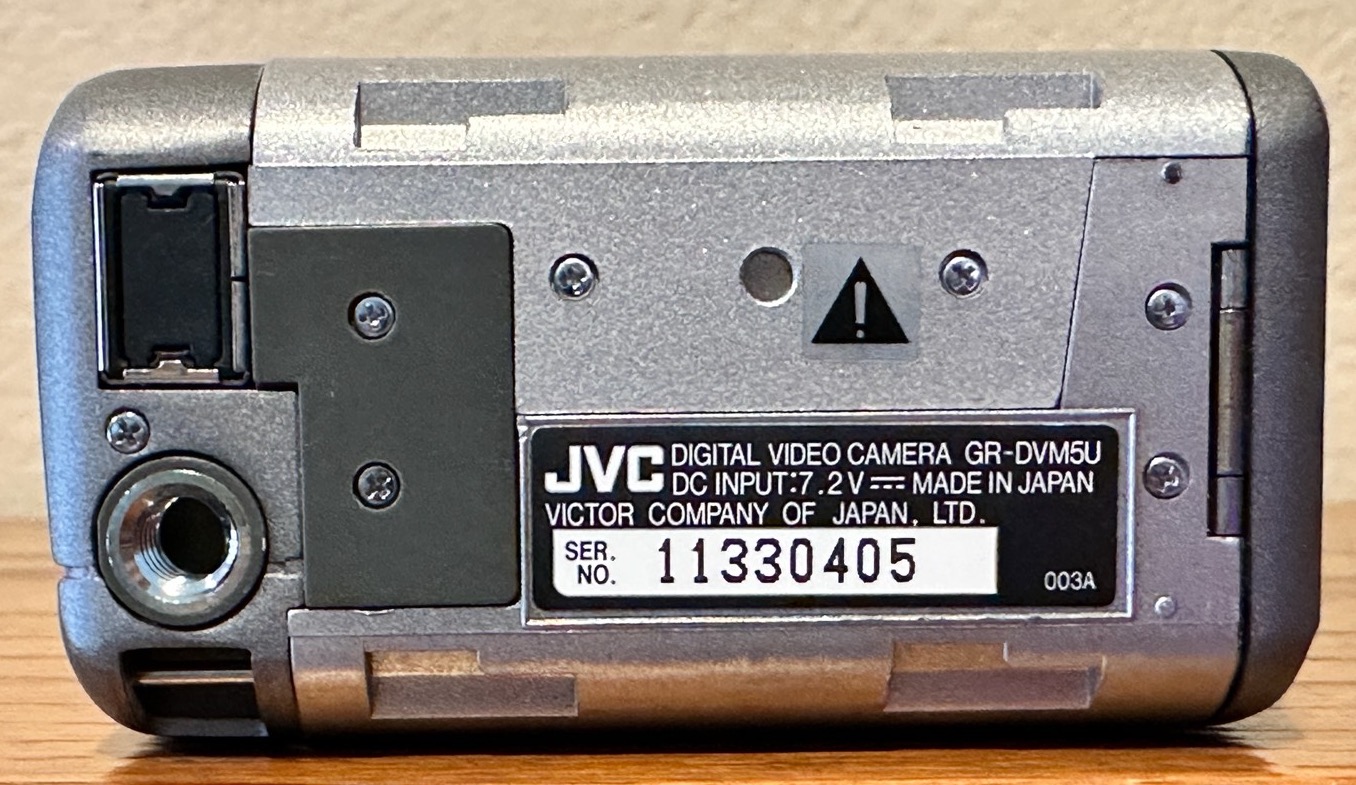 JVC DIGITAL VIDEO CAMERA GR-DVM5U
DC INPUT:7.2V⎓ MADE IN JAPAN
VICTOR COMPANY OF JAPAN, LTD.
SER. NO. 11330405
003A